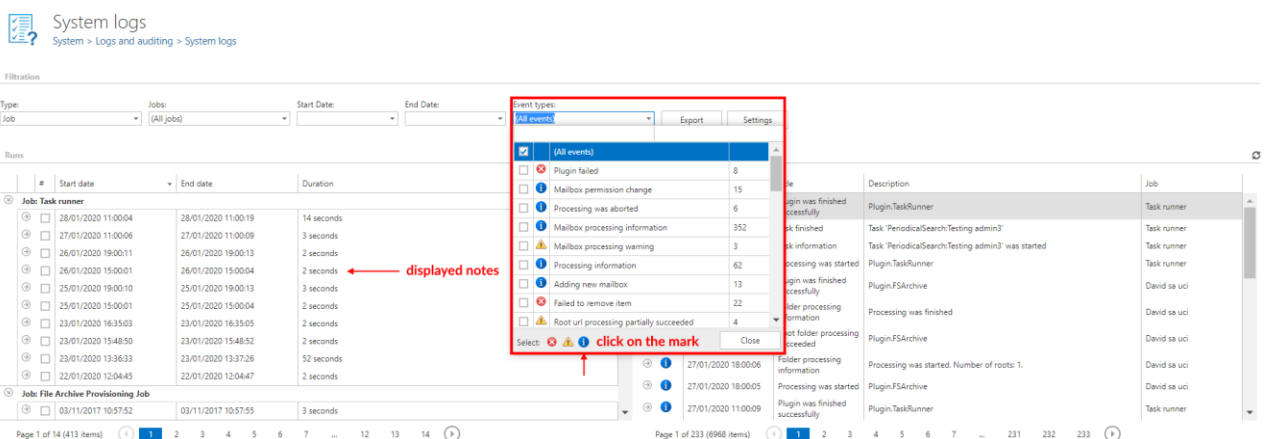 System logs
System > Logs and auditing > System logs
Filtration
Type: Jobs: Start Date: End Date: Event types:
Job (All jobs) (All events) Export Settings
Runs
# Start date End date Duration
Job: Task runner
28/01/2020 11:00:04 28/01/2020 11:00:19 14 seconds
27/01/2020 11:00:06 27/01/2020 11:00:09 3 seconds
26/01/2020 19:00:11 26/01/2020 19:00:13 2 seconds
26/01/2020 15:00:01 26/01/2020 15:00:04 2 seconds
25/01/2020 19:00:10 25/01/2020 19:00:13 3 seconds
25/01/2020 15:00:01 25/01/2020 15:00:04 2 seconds
23/01/2020 16:35:03 23/01/2020 16:35:05 2 seconds
23/01/2020 15:48:50 23/01/2020 15:48:52 2 seconds
23/01/2020 13:36:33 23/01/2020 13:37:26 52 seconds
22/01/2020 12:04:45 22/01/2020 12:04:47 2 seconds
Job: File Archive Provisioning Job
03/11/2017 10:57:52 03/11/2017 10:57:55 3 seconds
Page 1 of 14 (413 items) 1 2 3 4 5 6 7 ... 12 13 14
displayed notes
(All events)
Plugin failed 8
Mailbox permission change 15
Processing was aborted 6
Mailbox processing information 352
Mailbox processing warning 3
Processing information 62
Adding new mailbox 13
Failed to remove item 22
Root url processing partially succeeded 4
Select: click on the mark Close
Description Job
Plugin was finished
successfully Plugin.TaskRunner Task runner
Task finished Task 'PeriodicalSearch:Testing admin3' Task runner
Task information Task 'PeriodicalSearch:Testing admin3' was started Task runner
Processing was started Plugin.TaskRunner Task runner
Plugin was finished
successfully Plugin.FSArchive David sa uci
Folder processing
information Processing was finished David sa uci
Root folder processing
succeeded Plugin.FSArchive David sa uci
27/01/2020 18:00:06 Folder processing
information Processing was started. Number of roots: 1. David sa uci
27/01/2020 18:00:05 Processing was started Plugin.FSArchive David sa uci
27/01/2020 11:00:09 Plugin was finished
successfully Plugin.TaskRunner Task runner
Page 1 of 233 (6968 items) 1 2 3 4 5 6 7 ... 231 232 233